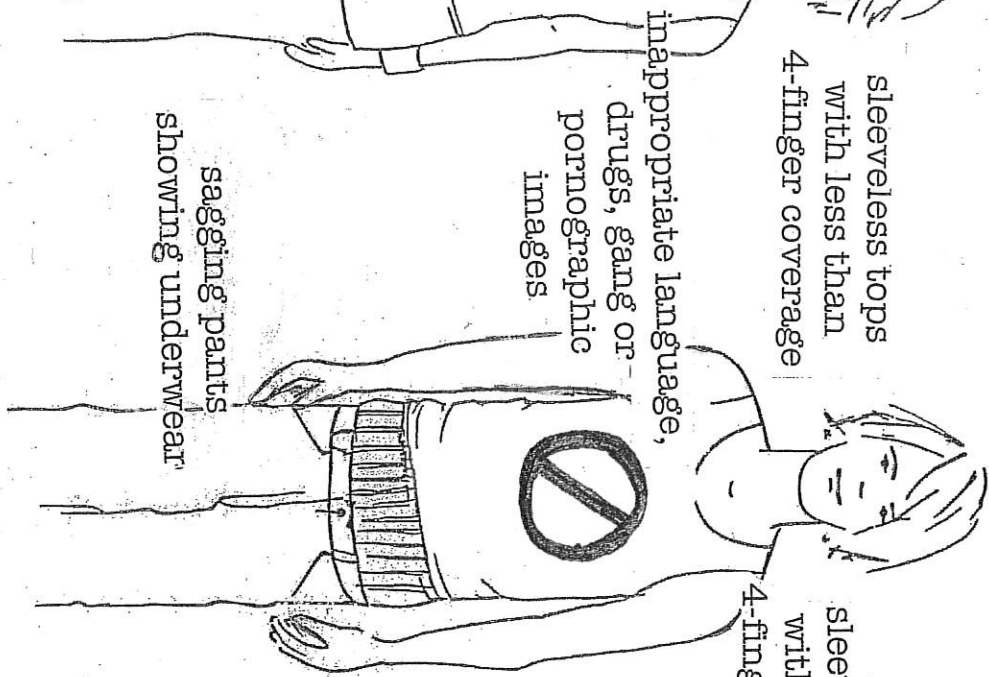 sleeveless tops
with less than
4-finger coverage
inappropriate language,
drugs, gang or
pornographic
images
sagging pants
showing underwear
slee
with
4-fing